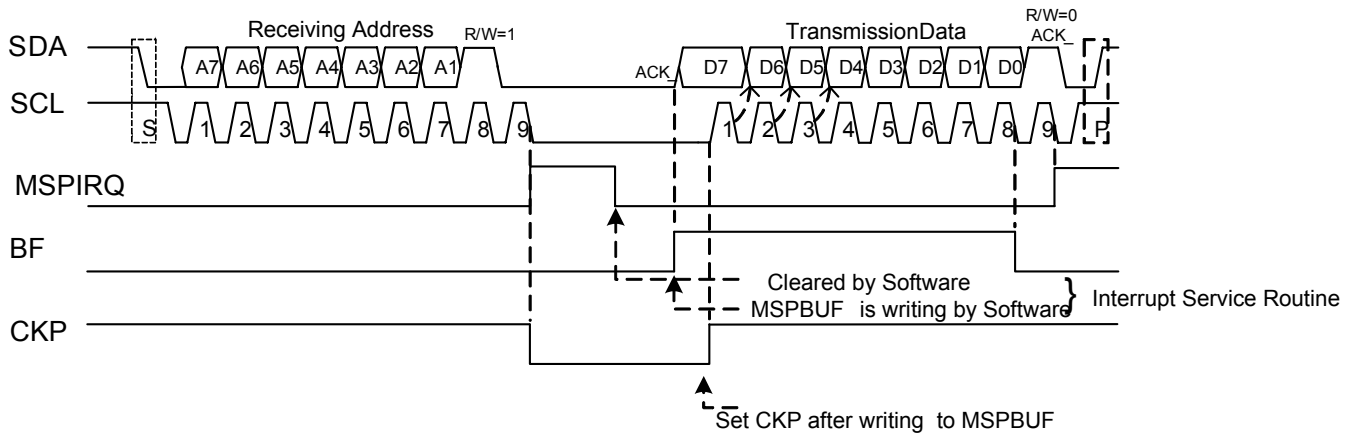 R/W=0
Receiving Address R/W=1 TransmissionData ACK_
SDA A7 A6 A5 A4 A3 A2 A1 ACK_ D7 D6 D5 D4 D3 D2 D1 D0
SCL
S 1 2 3 4 5 6 7 8 9 1 2 3 4 5 6 7 8 9 P
MSPIRQ
BF
Cleared by Software
MSPBUF is writing by Software } Interrupt Service Routine
CKP
Set CKP after writing to MSPBUF